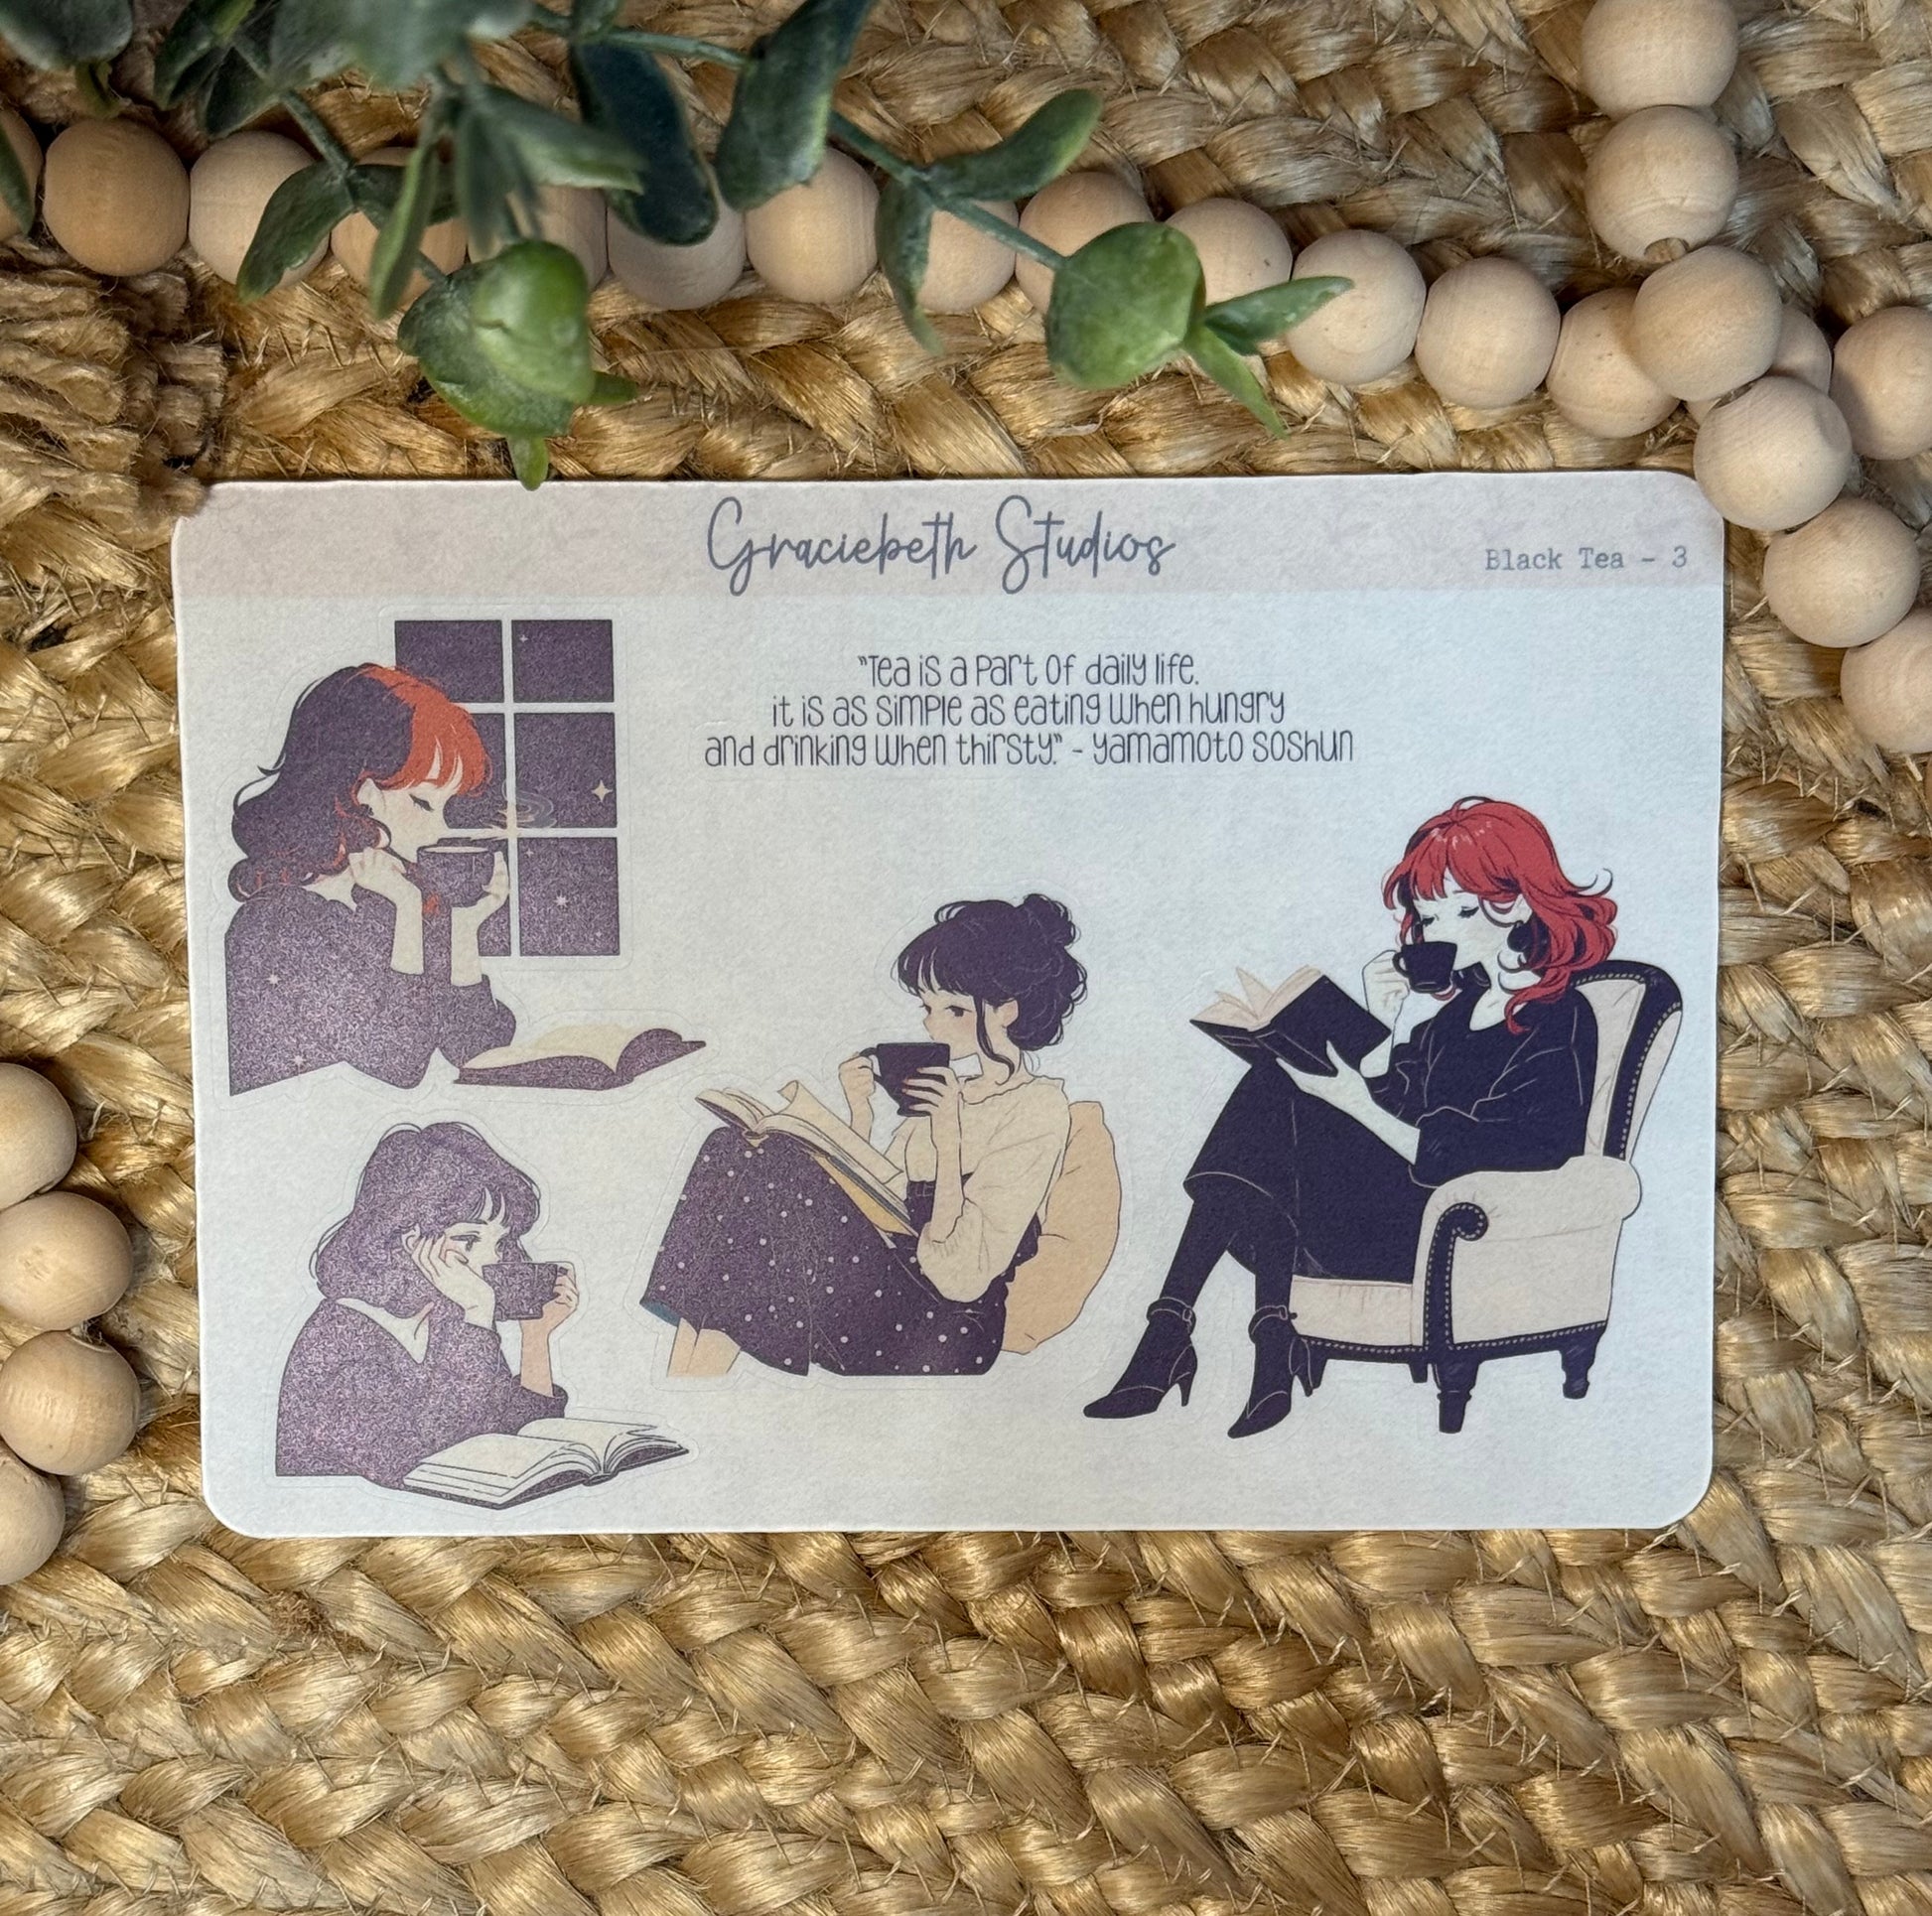 Graciebeth Studios
Black Tea - 3
"Tea is a part of daily life.
it is as simple as eating when hungry
and drinking when thirsty." - yamamoto soshun